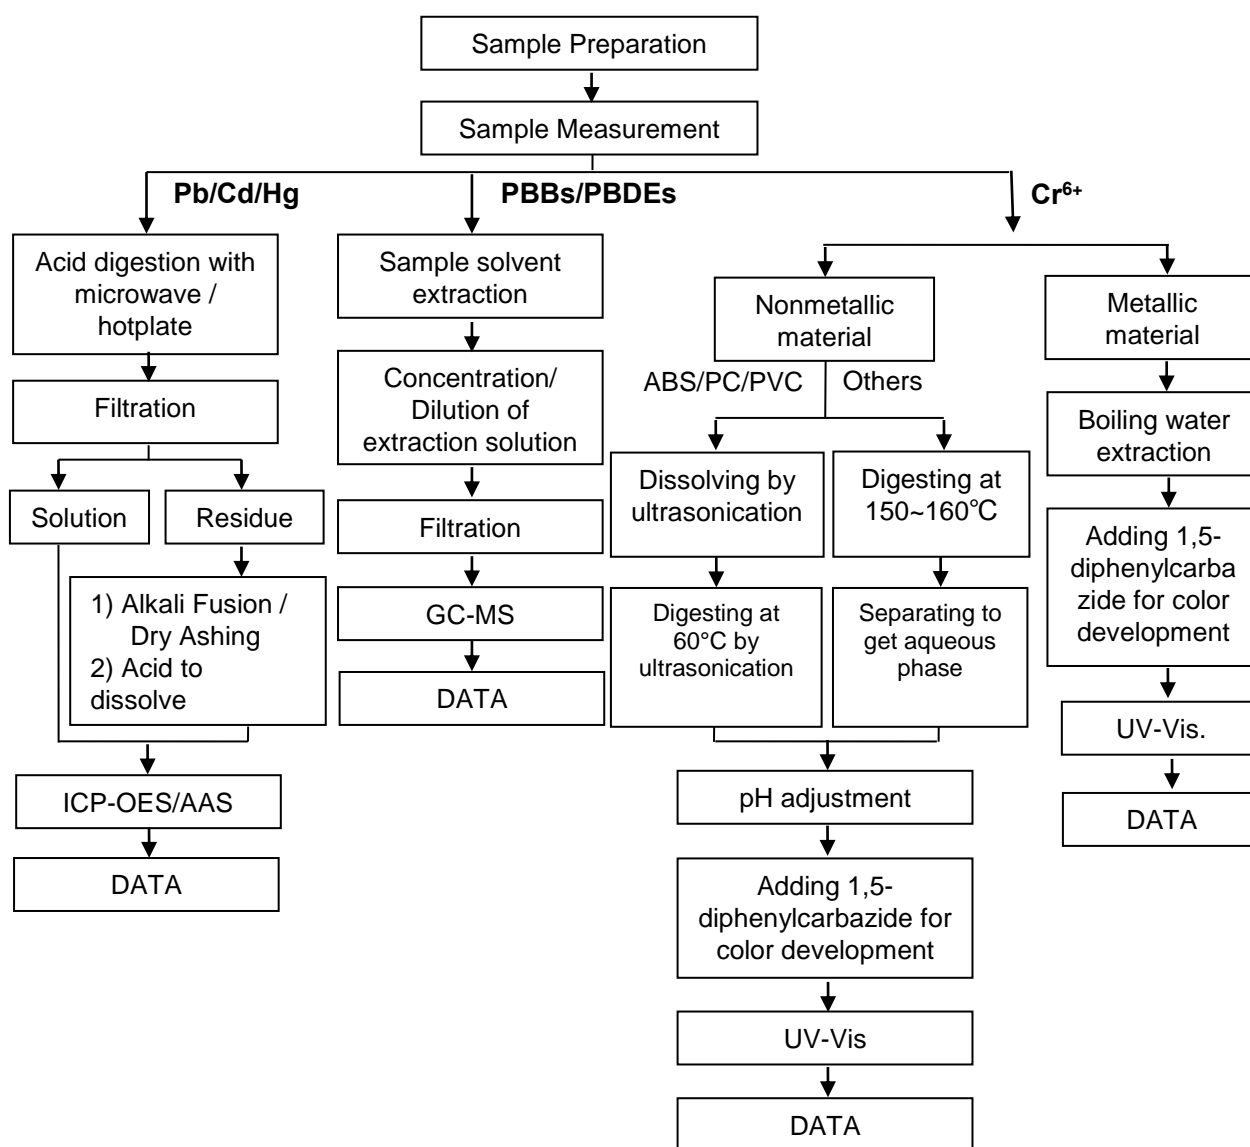 Sample Preparation
Sample Measurement
Pb/Cd/Hg
PBBs/PBDEs
Cr⁶⁺
Acid digestion with
microwave /
hotplate
Filtration
Solution
Residue
1) Alkali Fusion /
Dry Ashing
2) Acid to
dissolve
ICP-OES/AAS
DATA
Sample solvent
extraction
Concentration/
Dilution of
extraction solution
Filtration
GC-MS
DATA
Nonmetallic
material
ABS/PC/PVC
Others
Dissolving by
ultrasonication
Digesting at
60°C by
ultrasonication
Digesting at
150~160℃
Separating to
get aqueous
phase
pH adjustment
Adding 1,5-
diphenylcarbazide for
color development
UV-Vis
DATA
Metallic
material
Boiling water
extraction
Adding 1,5-
diphenylcarba
zide for color
development
UV-Vis.
DATA